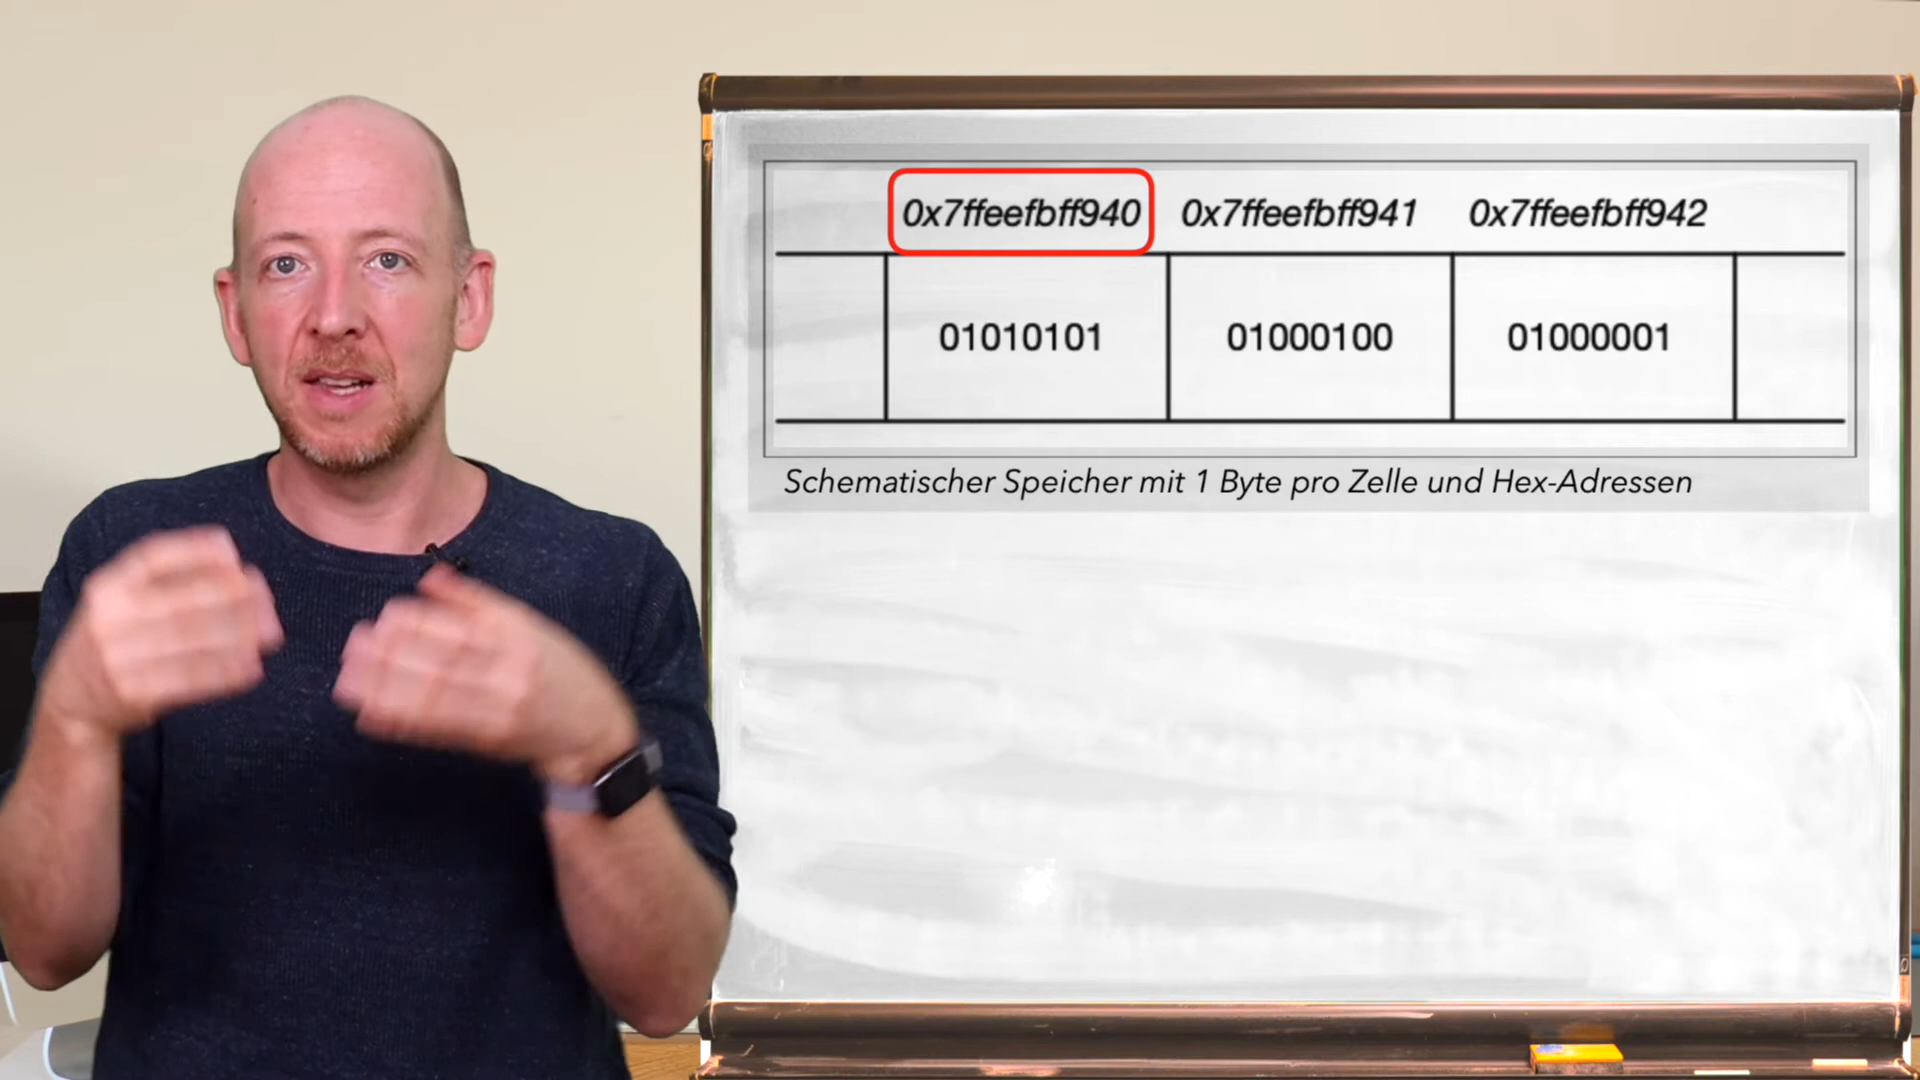 0x7ffeefbff940 0x7ffeefbff941 0x7ffeefbff942
01010101 01000100 01000001
Schematischer Speicher mit 1 Byte pro Zelle und Hex-Adressen